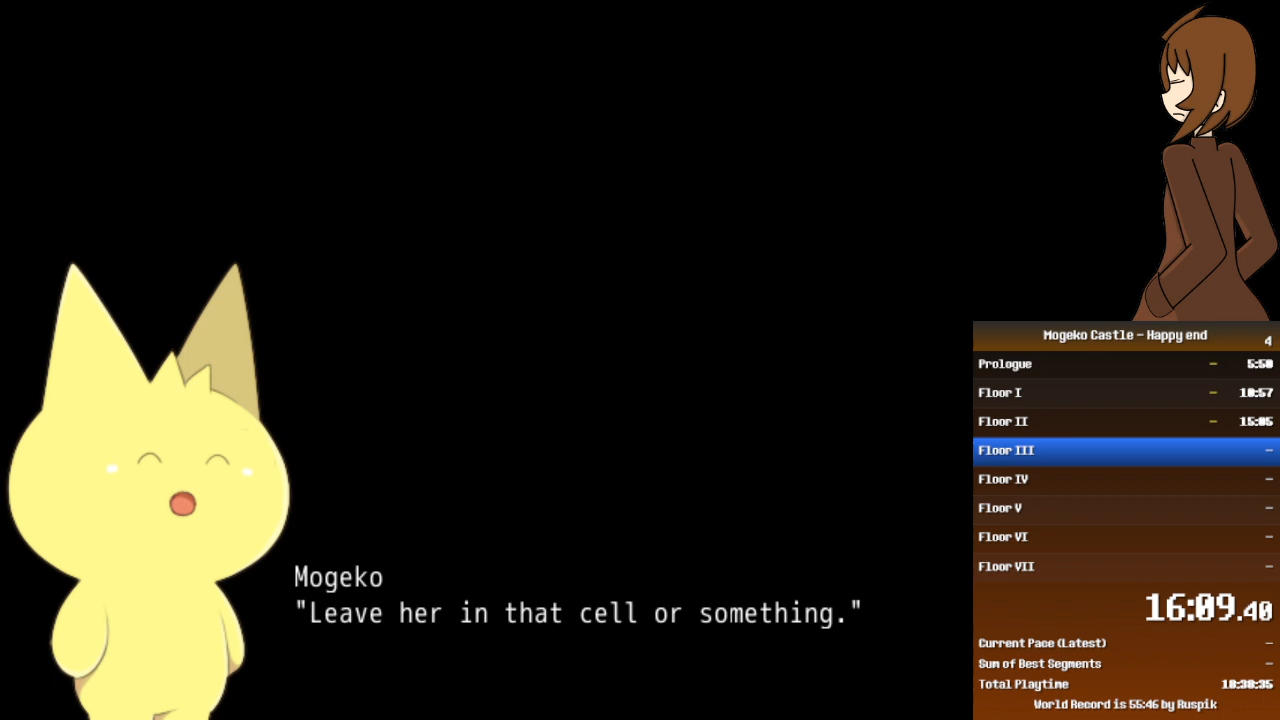 Mogeko
"Leave her in that cell or something."
Mogeko Castle - Happy end
4
Prologue - 5:50
Floor I - 10:57
Floor II - 15:05
Floor III -
Floor IV -
Floor V -
Floor VI -
Floor VII -
16:09.40
Current Pace (Latest) -
Sum of Best Segments -
Total Playtime 10:30:35
World Record is 55:46 by Ruspik